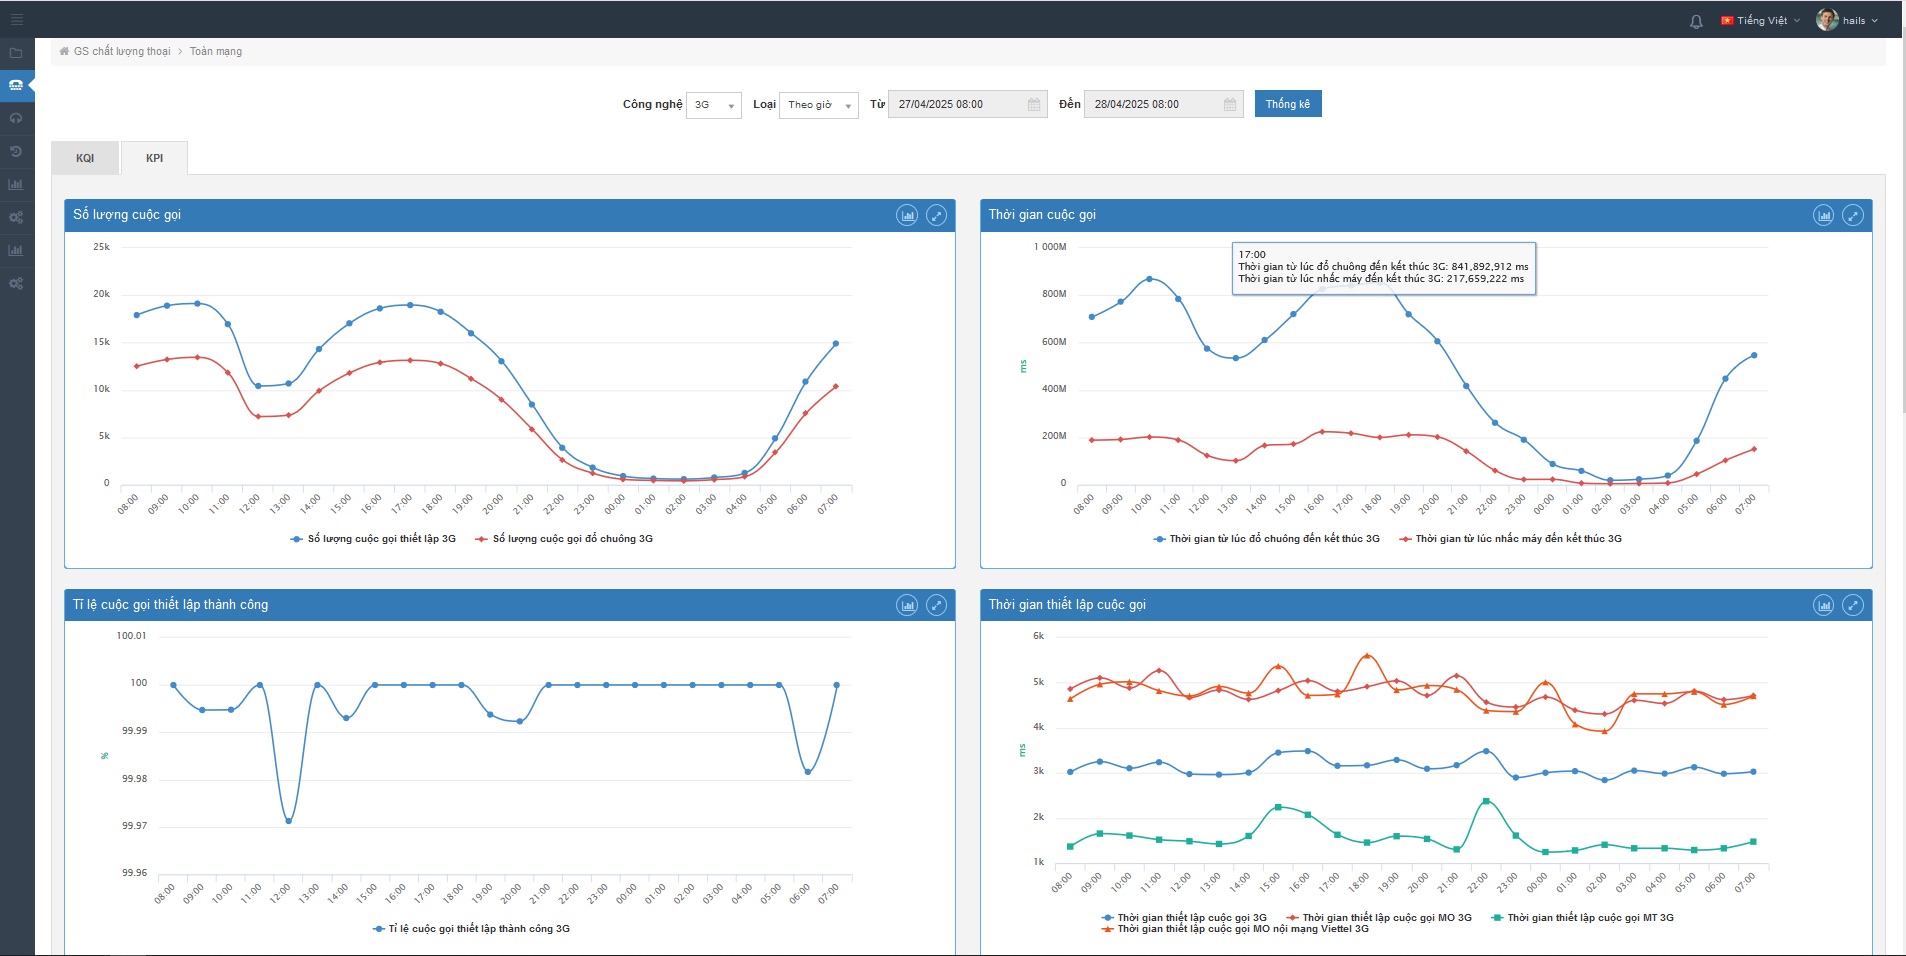 Tiếng Việt
hails
GS chất lượng thoại > Toàn mạng
Công nghệ 3G Loại Theo giờ Từ 27/04/2025 08:00 Đến 28/04/2025 08:00 Thống kê
KQI KPI
Số lượng cuộc gọi
25k
20k
15k
10k
5k
0
08:00 09:00 10:00 11:00 12:00 13:00 14:00 15:00 16:00 17:00 18:00 19:00 20:00 21:00 22:00 23:00 00:00 01:00 02:00 03:00 04:00 05:00 06:00 07:00
Số lượng cuộc gọi thiết lập 3G Số lượng cuộc gọi đổ chuông 3G
Thời gian cuộc gọi
17:00
Thời gian từ lúc đổ chuông đến kết thúc 3G: 841,892,912 ms
Thời gian từ lúc nhấc máy đến kết thúc 3G: 217,659,222 ms
1 000M
800M
600M
400M
200M
0
ms
08:00 09:00 10:00 11:00 12:00 13:00 14:00 15:00 16:00 17:00 18:00 19:00 20:00 21:00 22:00 23:00 00:00 01:00 02:00 03:00 04:00 05:00 06:00 07:00
Thời gian từ lúc đổ chuông đến kết thúc 3G Thời gian từ lúc nhấc máy đến kết thúc 3G
Tỉ lệ cuộc gọi thiết lập thành công
100.01
100
99.99
99.98
99.97
99.96
%
08:00 09:00 10:00 11:00 12:00 13:00 14:00 15:00 16:00 17:00 18:00 19:00 20:00 21:00 22:00 23:00 00:00 01:00 02:00 03:00 04:00 05:00 06:00 07:00
Tỉ lệ cuộc gọi thiết lập thành công 3G
Thời gian thiết lập cuộc gọi
6k
5k
4k
3k
2k
1k
ms
08:00 09:00 10:00 11:00 12:00 13:00 14:00 15:00 16:00 17:00 18:00 19:00 20:00 21:00 22:00 23:00 00:00 01:00 02:00 03:00 04:00 05:00 06:00 07:00
Thời gian thiết lập cuộc gọi 3G Thời gian thiết lập cuộc gọi MO 3G Thời gian thiết lập cuộc gọi MT 3G
Thời gian thiết lập cuộc gọi MO nội mạng Viettel 3G